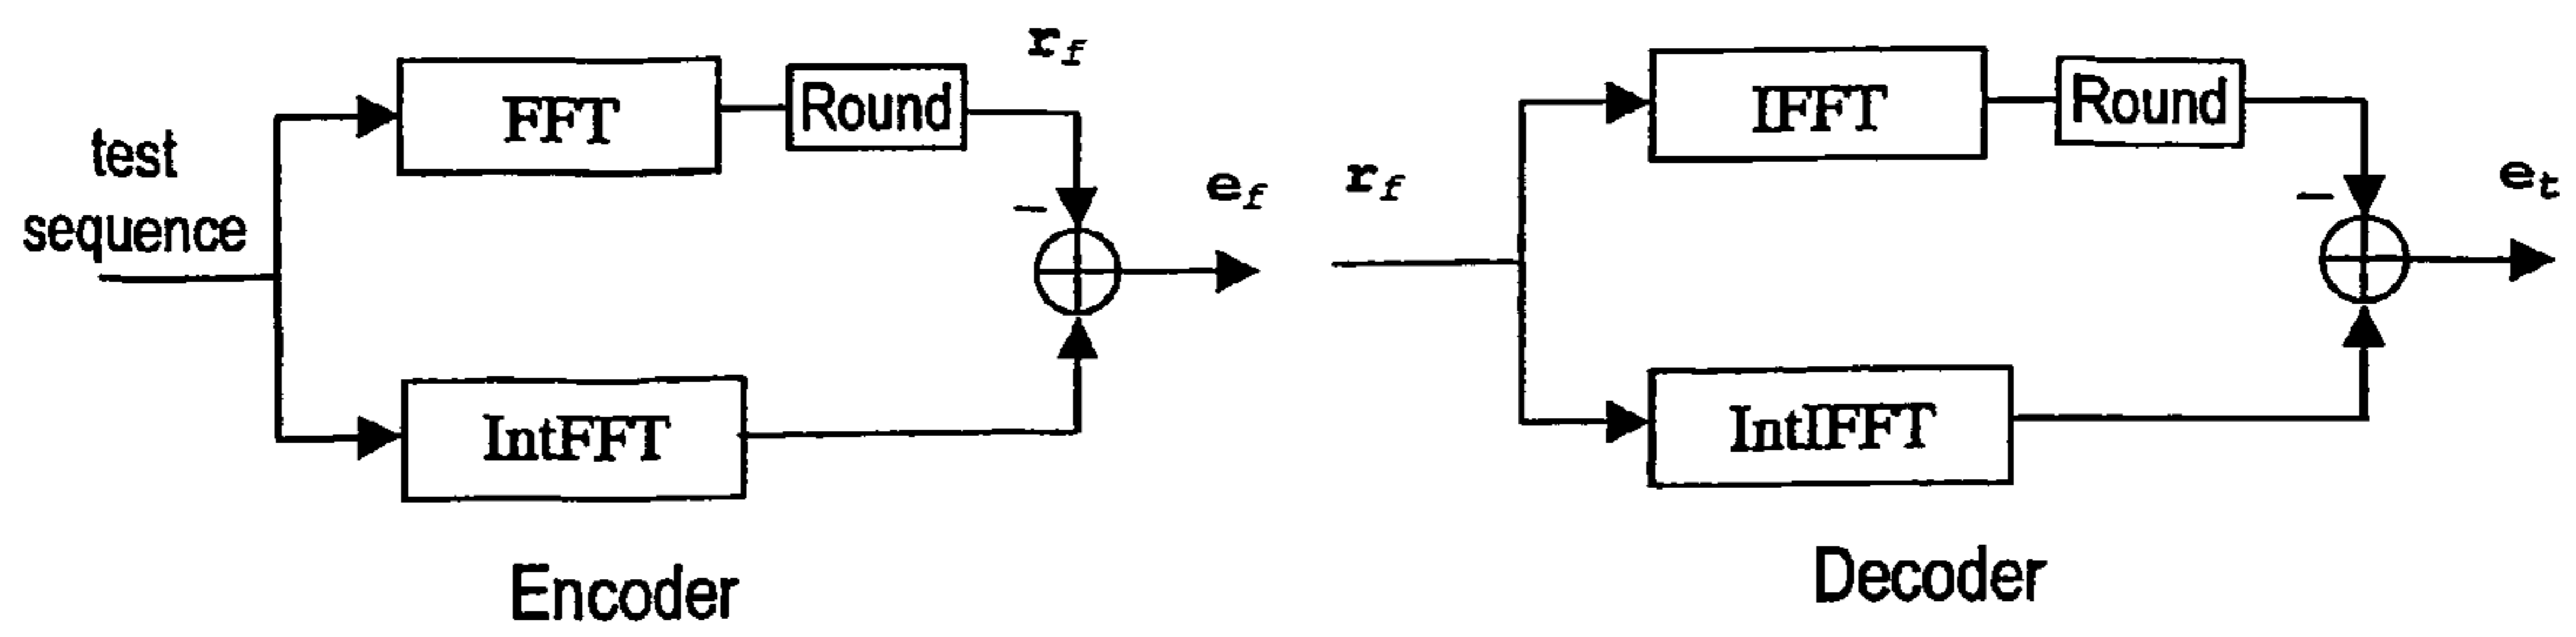 test
sequence
FFT
Round
r_f
−
e_f
IntFFT
Encoder
r_f
IFFT
Round
−
e_t
IntIFFT
Decoder